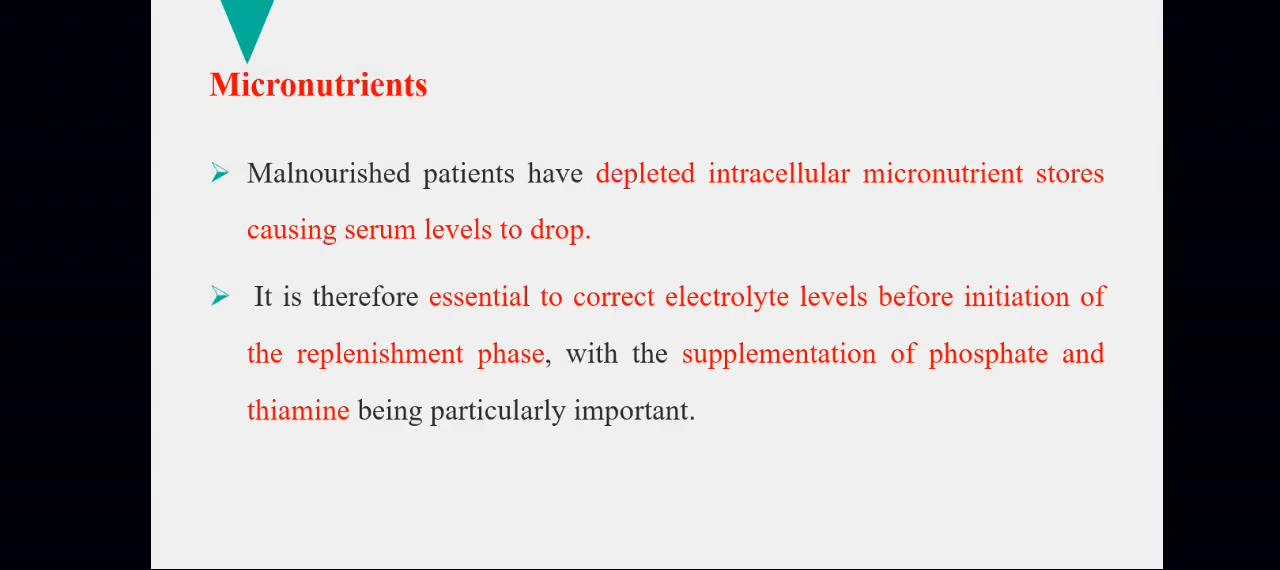 Micronutrients
Malnourished patients have depleted intracellular micronutrient stores
causing serum levels to drop.
It is therefore essential to correct electrolyte levels before initiation of
the replenishment phase, with the supplementation of phosphate and
thiamine being particularly important.